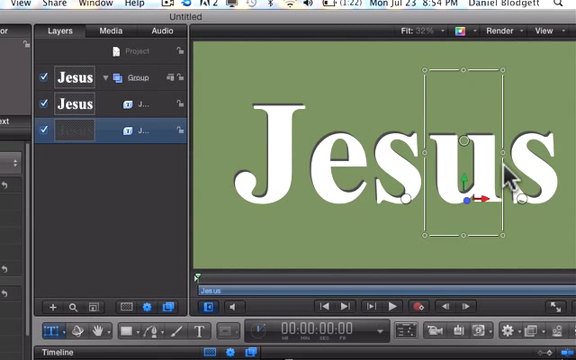 View Share Window Help (1:22) Mon Jul 23 8:54 PM Daniel Blodgett
Untitled
Layers Media Audio Fit: 32% Render View
Project
Jesus Group
Jesus J...
Jesus J...
Jesus
Jesus
00:00:00:00
Timeline